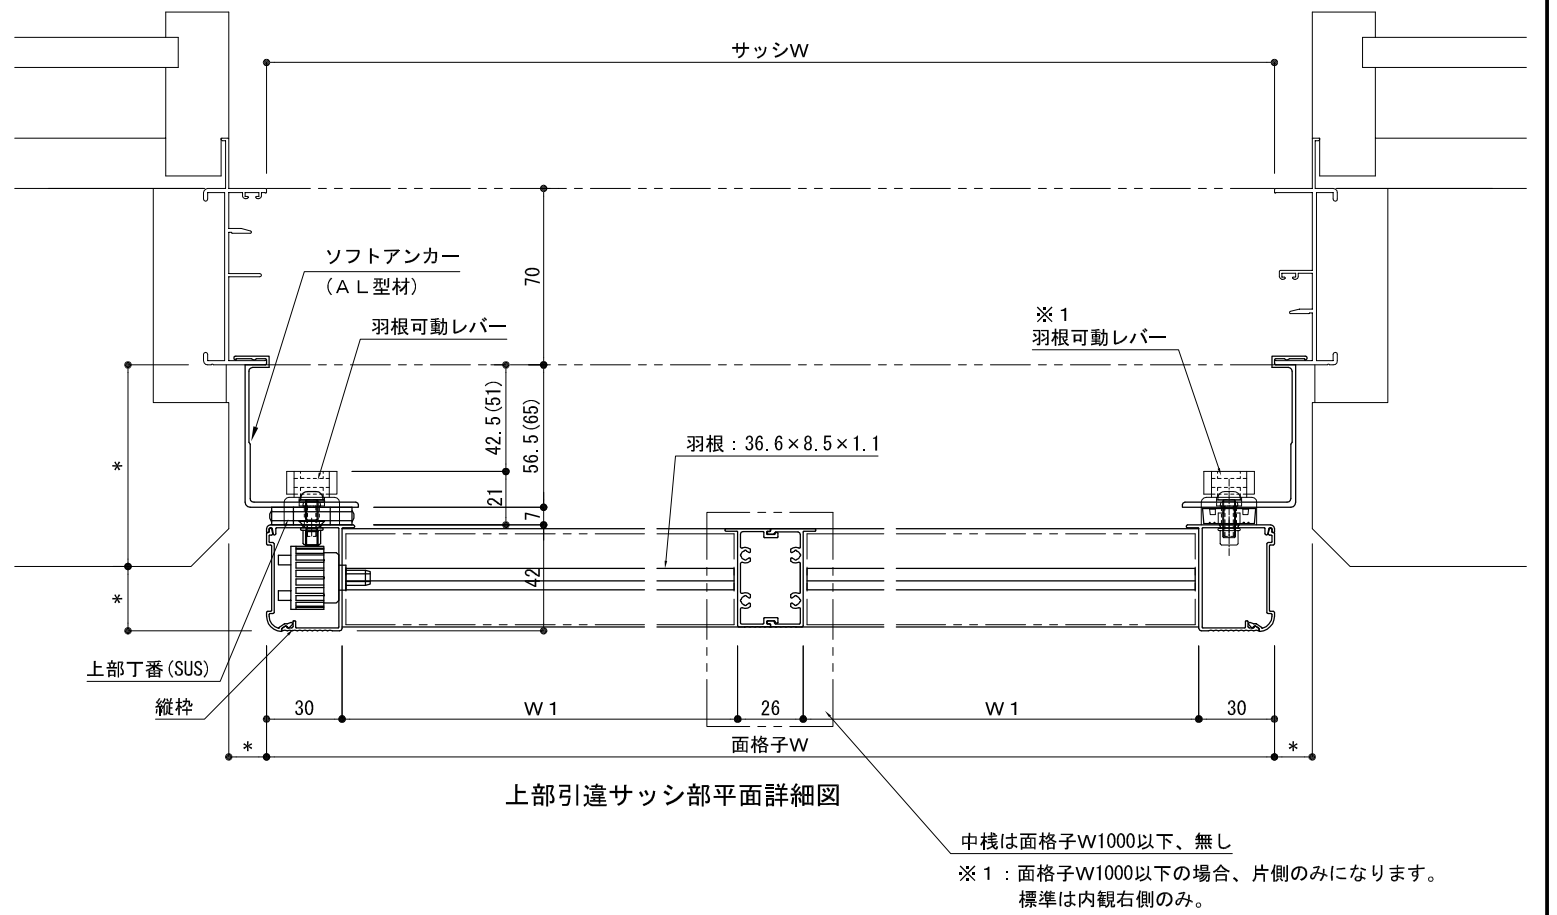 サッシW
ソフトアンカー
（ＡＬ型材）
70
羽根可動レバー
※１
羽根可動レバー
42.5(51)
56.5(65)
羽根：36.6×8.5×1.1
*
21
7
42
*
上部丁番(SUS)
縦枠
30
W１
26
W１
30
*
面格子W
*
上部引違サッシ部平面詳細図
中桟は面格子W1000以下、無し
※１：面格子W1000以下の場合、片側のみになります。
標準は内観右側のみ。